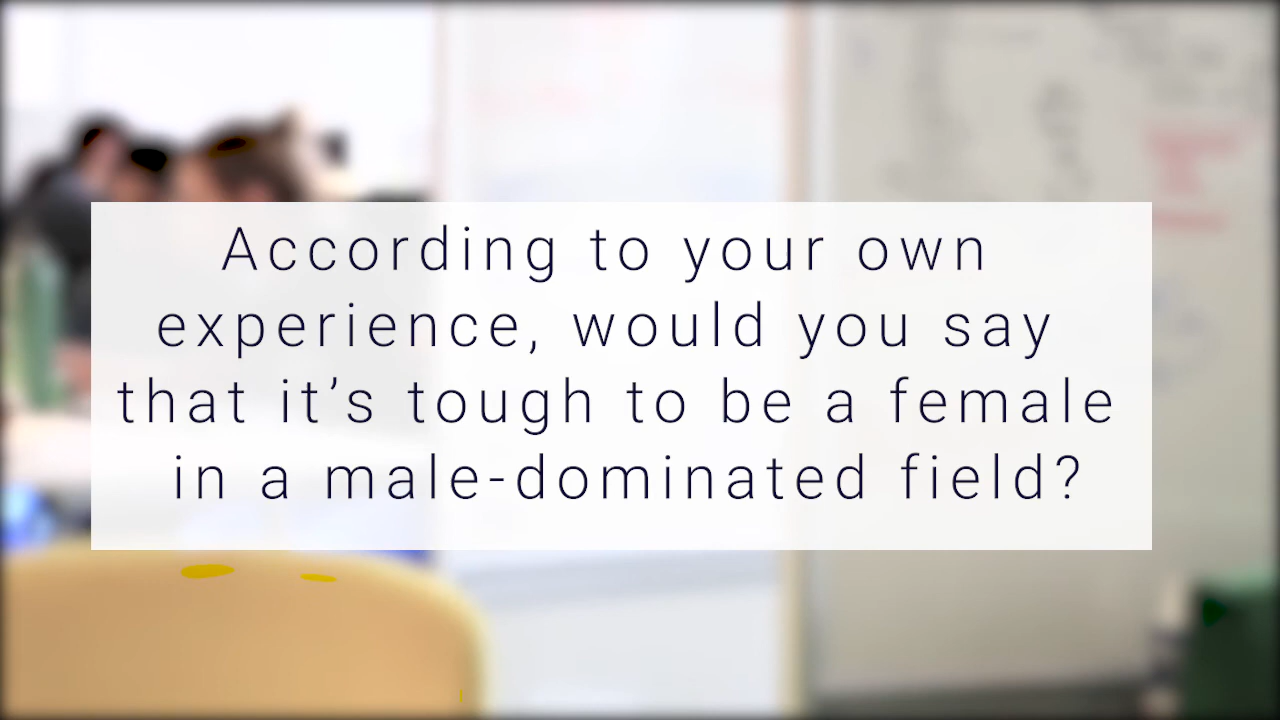 According to your own
experience, would you say
that it’s tough to be a female
in a male-dominated field?